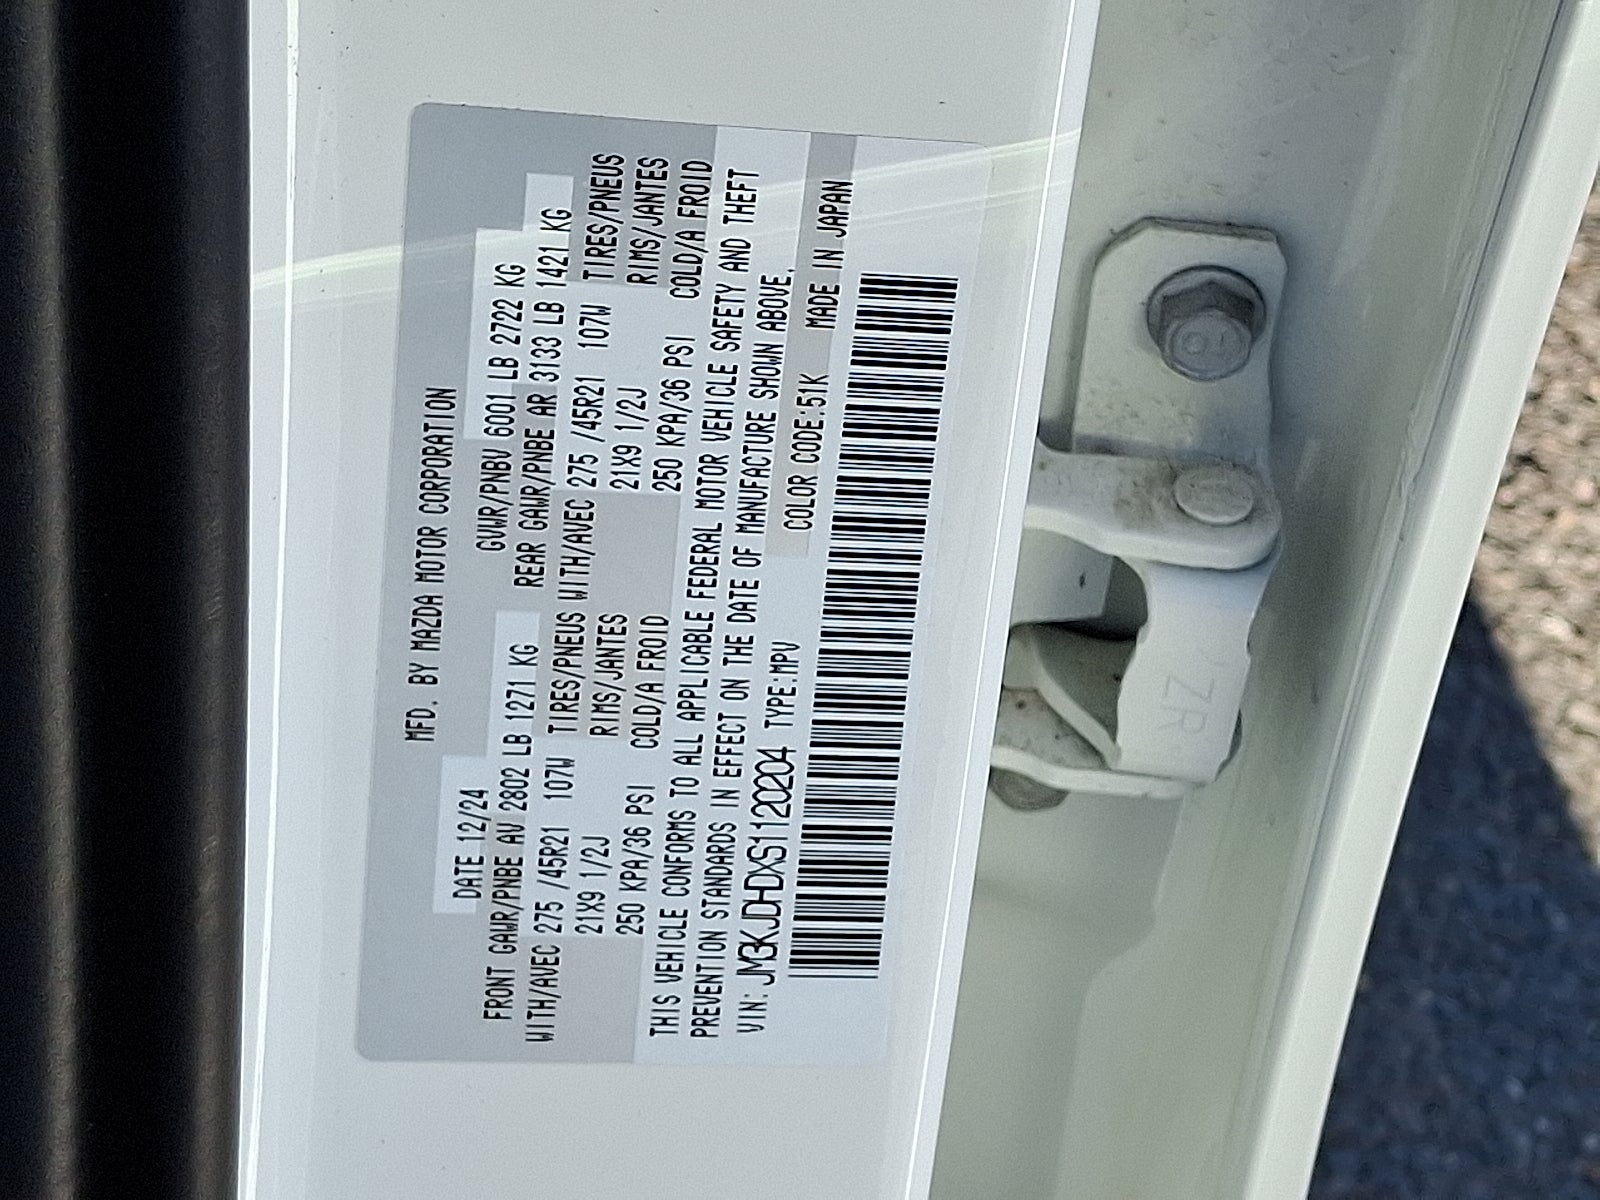 MFD. BY MAZDA MOTOR CORPORATION
DATE 12/24 GVWR/PNBV 6001 LB 2722 KG
FRONT GAWR/PNBE AV 2802 LB 1271 KG REAR GAWR/PNBE AR 3133 LB 1421 KG
WITH/AVEC 275 /45R21 107W TIRES/PNEUS WITH/AVEC 275 /45R21 107W TIRES/PNEUS
21X9 1/2J RIMS/JANTES 21X9 1/2J RIMS/JANTES
250 KPA/36 PSI COLD/A FROID 250 KPA/36 PSI COLD/A FROID
THIS VEHICLE CONFORMS TO ALL APPLICABLE FEDERAL MOTOR VEHICLE SAFETY AND THEFT
PREVENTION STANDARDS IN EFFECT ON THE DATE OF MANUFACTURE SHOWN ABOVE.
VIN: JM3KJDHDXS1120204 TYPE:MPV COLOR CODE:51K MADE IN JAPAN
ZR
8